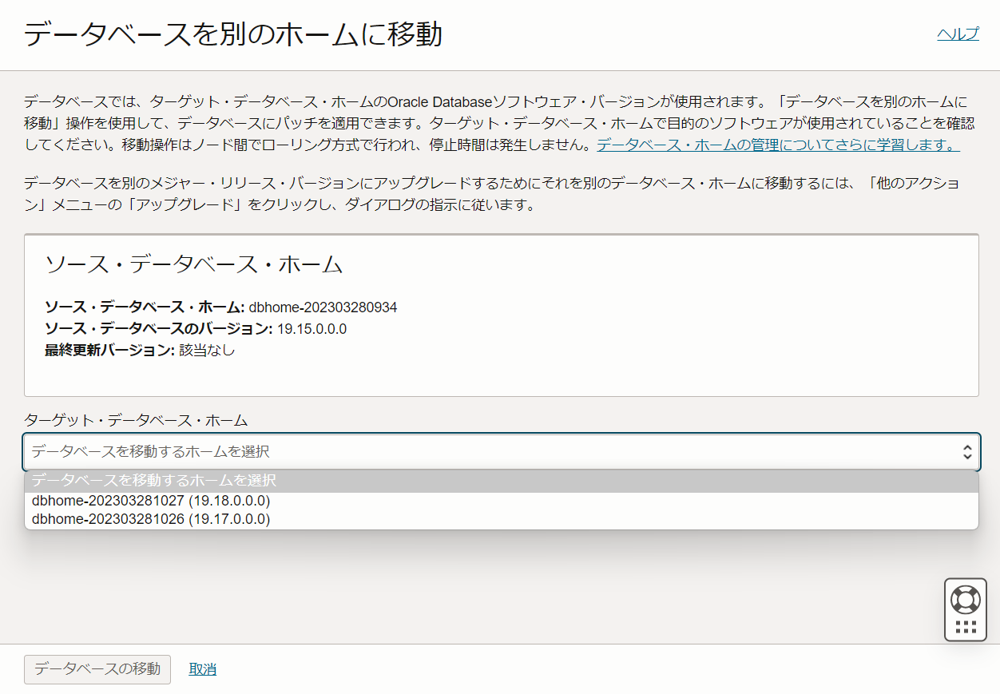 データベースを別のホームに移動
ヘルプ
データベースでは、ターゲット・データベース・ホームのOracle Databaseソフトウェア・バージョンが使用されます。「データベースを別のホームに
移動」操作を使用して、データベースにパッチを適用できます。ターゲット・データベース・ホームで目的のソフトウェアが使用されていることを確認
してください。移動操作はノード間でローリング方式で行われ、停止時間は発生しません。データベース・ホームの管理についてさらに学習します。
データベースを別のメジャー・リリース・バージョンにアップグレードするためにそれを別のデータベース・ホームに移動するには、「他のアクショ
ン」メニューの「アップグレード」をクリックし、ダイアログの指示に従います。
ソース・データベース・ホーム
ソース・データベース・ホーム: dbhome-202303280934
ソース・データベースのバージョン: 19.15.0.0.0
最終更新バージョン: 該当なし
ターゲット・データベース・ホーム
データベースを移動するホームを選択
データベースを移動するホームを選択
dbhome-202303281027 (19.18.0.0.0)
dbhome-202303281026 (19.17.0.0.0)
データベースの移動
取消